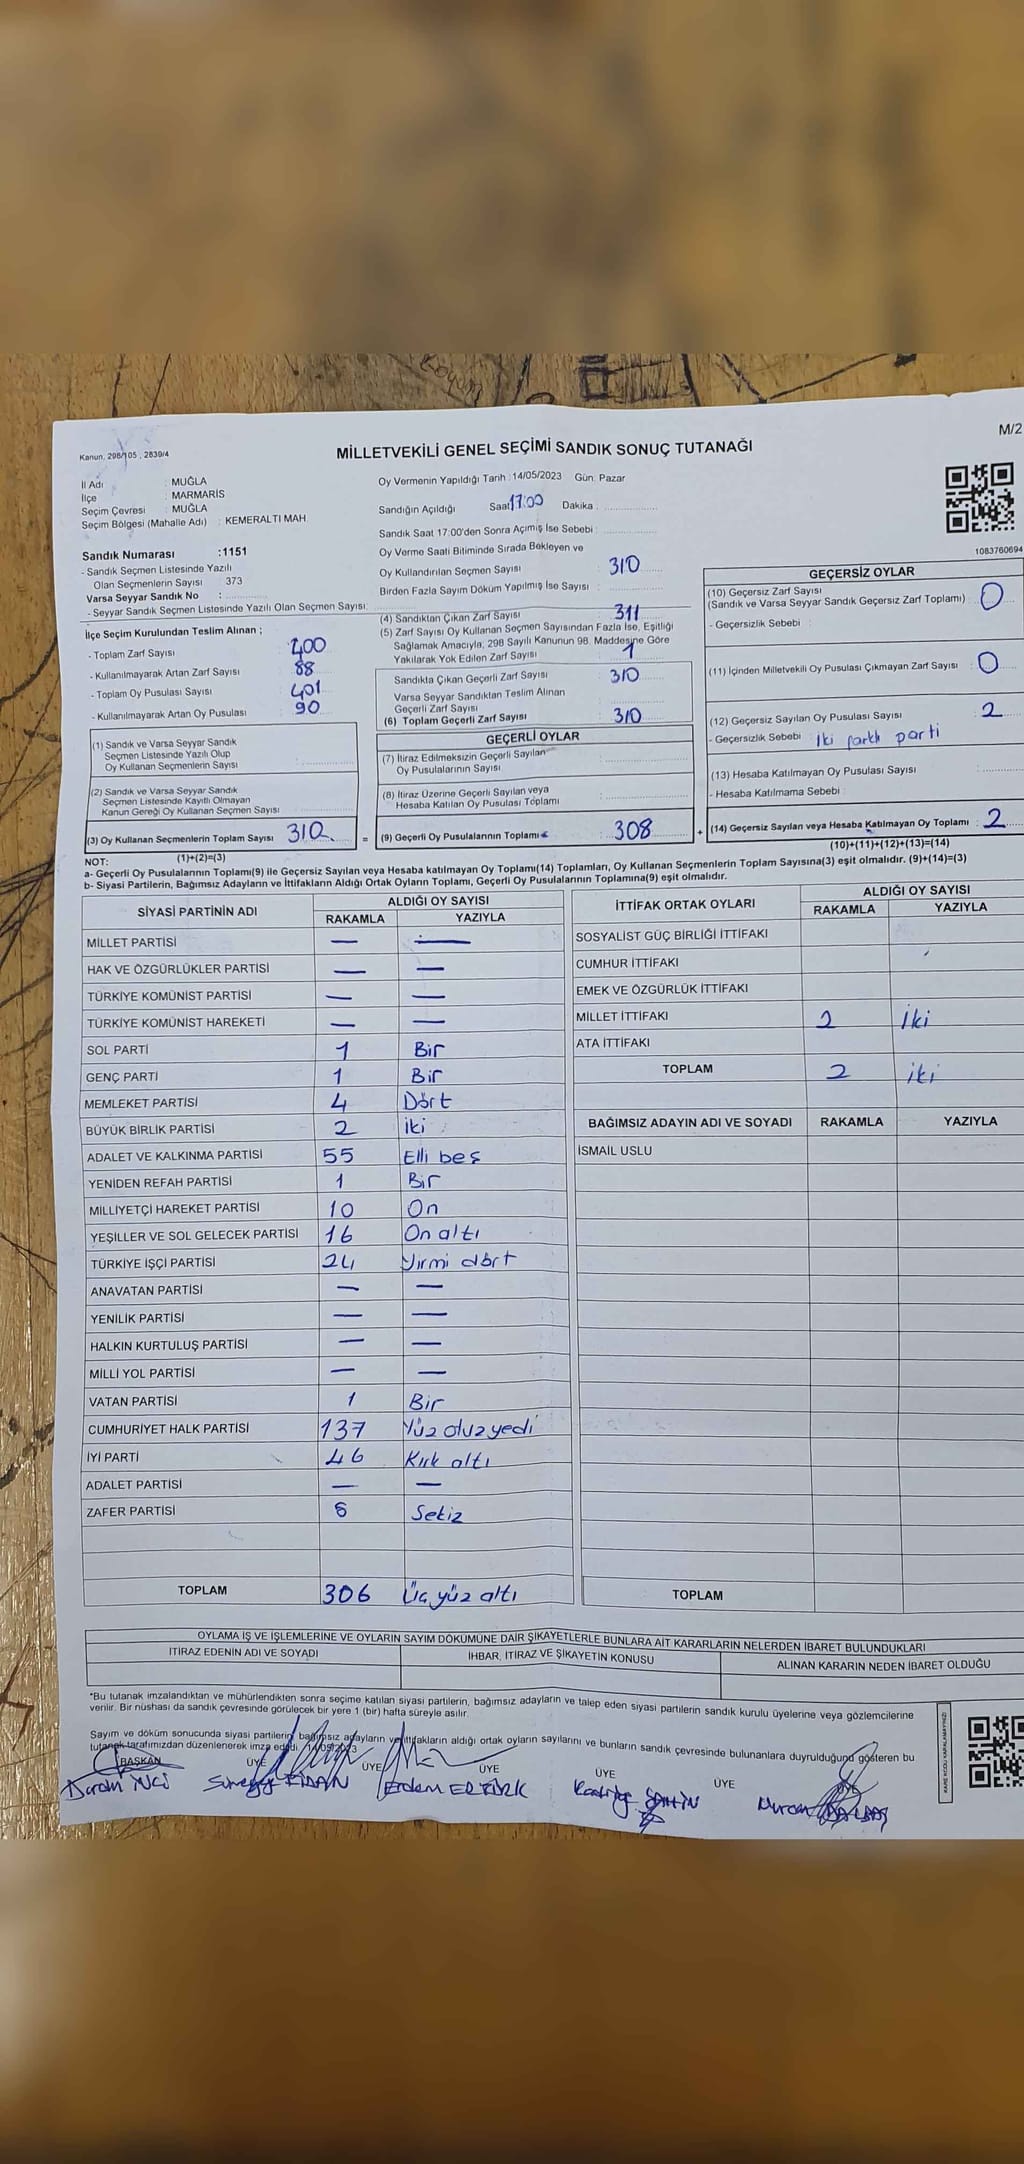 M/2
Kanun, 298/105 , 2839/4
MİLLETVEKİLİ GENEL SEÇİMİ SANDIK SONUÇ TUTANAĞI
İl Adı : MUĞLA
İlçe : MARMARİS
Seçim Çevresi : MUĞLA
Seçim Bölgesi (Mahalle Adı) : KEMERALTI MAH
Sandık Numarası :1151
- Sandık Seçmen Listesinde Yazılı
Olan Seçmenlerin Sayısı 373
Varsa Seyyar Sandık No :
- Seyyar Sandık Seçmen Listesinde Yazılı Olan Seçmen Sayısı:
İlçe Seçim Kurulundan Teslim Alınan ;
- Toplam Zarf Sayısı : 400
- Kullanılmayarak Artan Zarf Sayısı : 88
- Toplam Oy Pusulası Sayısı : 401
- Kullanılmayarak Artan Oy Pusulası : 90
(1) Sandık ve Varsa Seyyar Sandık
Seçmen Listesinde Yazılı Olup
Oy Kullanan Seçmenlerin Sayısı :
(2) Sandık ve Varsa Seyyar Sandık
Seçmen Listesinde Kayıtlı Olmayan
Kanun Gereği Oy Kullanan Seçmen Sayısı :
(3) Oy Kullanan Seçmenlerin Toplam Sayısı : 310
(1)+(2)=(3)
Oy Vermenin Yapıldığı Tarih :14/05/2023 Gün: Pazar
Sandığın Açıldığı Saat 17:00 Dakika :
Sandık Saat 17:00'den Sonra Açımış İse Sebebi :
Oy Verme Saati Bitiminde Sırada Bekleyen ve
Oy Kullandırılan Seçmen Sayısı : 310
Birden Fazla Sayım Döküm Yapılmış İse Sayısı :
(4) Sandıktan Çıkan Zarf Sayısı : 311
(5) Zarf Sayısı Oy Kullanan Seçmen Sayısından Fazla İse, Eşitliği
Sağlamak Amacıyla, 298 Sayılı Kanunun 98. Maddesine Göre
Yakılarak Yok Edilen Zarf Sayısı : 1
Sandıkta Çıkan Geçerli Zarf Sayısı : 310
Varsa Seyyar Sandıktan Teslim Alınan
Geçerli Zarf Sayısı :
(6) Toplam Geçerli Zarf Sayısı : 310
GEÇERLİ OYLAR
(7) İtiraz Edilmeksizin Geçerli Sayılan
Oy Pusulalarının Sayısı :
(8) İtiraz Üzerine Geçerli Sayılan veya
Hesaba Katılan Oy Pusulası Toplamı :
= (9) Geçerli Oy Pusulalarının Toplamı : 308
1083760694
GEÇERSİZ OYLAR
(10) Geçersiz Zarf Sayısı
(Sandık ve Varsa Seyyar Sandık Geçersiz Zarf Toplamı) : 0
- Geçersizlik Sebebi :
(11) İçinden Milletvekili Oy Pusulası Çıkmayan Zarf Sayısı : 0
(12) Geçersiz Sayılan Oy Pusulası Sayısı : 2
- Geçersizlik Sebebi : İki farklı parti
(13) Hesaba Katılmayan Oy Pusulası Sayısı :
- Hesaba Katılmama Sebebi :
+ (14) Geçersiz Sayılan veya Hesaba Katılmayan Oy Toplamı : 2
(10)+(11)+(12)+(13)=(14)
NOT:
a- Geçerli Oy Pusulalarının Toplamı(9) ile Geçersiz Sayılan veya Hesaba katılmayan Oy Toplamı(14) Toplamları, Oy Kullanan Seçmenlerin Toplam Sayısına(3) eşit olmalıdır. (9)+(14)=(3)
b- Siyasi Partilerin, Bağımsız Adayların ve İttifakların Aldığı Ortak Oyların Toplamı, Geçerli Oy Pusulalarının Toplamına(9) eşit olmalıdır.
SİYASİ PARTİNİN ADI ALDIĞI OY SAYISI
RAKAMLA YAZIYLA
MİLLET PARTİSİ — —
HAK VE ÖZGÜRLÜKLER PARTİSİ — —
TÜRKİYE KOMÜNİST PARTİSİ — —
TÜRKİYE KOMÜNİST HAREKETİ — —
SOL PARTİ 1 Bir
GENÇ PARTİ 1 Bir
MEMLEKET PARTİSİ 4 Dört
BÜYÜK BİRLİK PARTİSİ 2 iki
ADALET VE KALKINMA PARTİSİ 55 Elli beş
YENİDEN REFAH PARTİSİ 1 Bir
MİLLİYETÇİ HAREKET PARTİSİ 10 On
YEŞİLLER VE SOL GELECEK PARTİSİ 16 On altı
TÜRKİYE İŞÇİ PARTİSİ 24 Yirmi dört
ANAVATAN PARTİSİ — —
YENİLİK PARTİSİ — —
HALKIN KURTULUŞ PARTİSİ — —
MİLLİ YOL PARTİSİ — —
VATAN PARTİSİ 1 Bir
CUMHURİYET HALK PARTİSİ 137 Yüz otuz yedi
İYİ PARTİ 46 Kırk altı
ADALET PARTİSİ — —
ZAFER PARTİSİ 8 Sekiz
TOPLAM 306 Üç yüz altı
İTTİFAK ORTAK OYLARI ALDIĞI OY SAYISI
RAKAMLA YAZIYLA
SOSYALİST GÜÇ BİRLİĞİ İTTİFAKI
CUMHUR İTTİFAKI
EMEK VE ÖZGÜRLÜK İTTİFAKI
MİLLET İTTİFAKI 2 İki
ATA İTTİFAKI
TOPLAM 2 iki
BAĞIMSIZ ADAYIN ADI VE SOYADI RAKAMLA YAZIYLA
İSMAİL USLU
TOPLAM
OYLAMA İŞ VE İŞLEMLERİNE VE OYLARIN SAYIM DÖKÜMÜNE DAİR ŞİKAYETLERLE BUNLARA AİT KARARLARIN NELERDEN İBARET BULUNDUKLARI
İTİRAZ EDENİN ADI VE SOYADI İHBAR, İTİRAZ VE ŞİKAYETİN KONUSU ALINAN KARARIN NEDEN İBARET OLDUĞU
*Bu tutanak imzalandıktan ve mühürlendikten sonra seçime katılan siyasi partilerin, bağımsız adayların ve talep eden siyasi partilerin sandık kurulu üyelerine veya gözlemcilerine
verilir. Bir nüshası da sandık çevresinde görülecek bir yere 1 (bir) hafta süreyle asılır.
Sayım ve döküm sonucunda siyasi partilerin, bağımsız adayların ve ittifakların aldığı ortak oyların sayılarını ve bunların sandık çevresinde bulunanlara duyrulduğunu gösteren bu
tutanak tarafımızdan düzenlenerek imza edildi. 14/05/2023
BAŞKAN ÜYE ÜYE ÜYE ÜYE ÜYE ÜYE
Erdem ERTÜRK ŞAHİN Nurcan